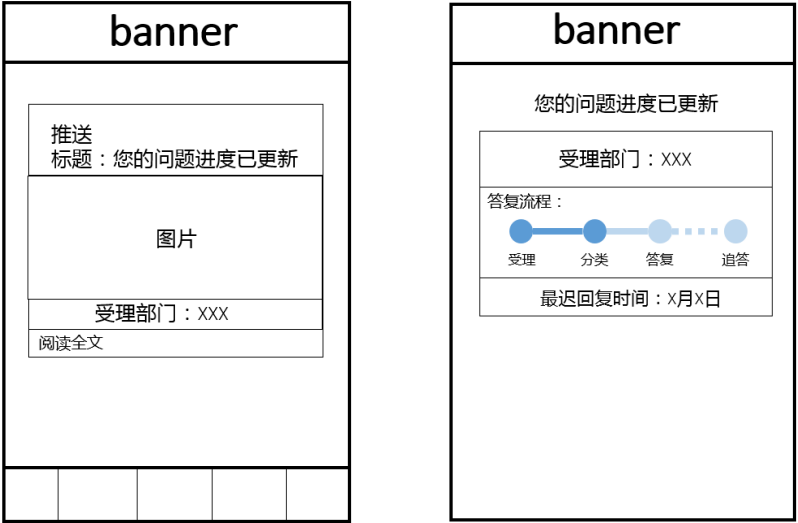 banner
推送
标题：您的问题进度已更新
图片
受理部门：XXX
阅读全文
banner
您的问题进度已更新
受理部门：XXX
答复流程：
受理 分类 答复 追答
最迟回复时间：X月X日